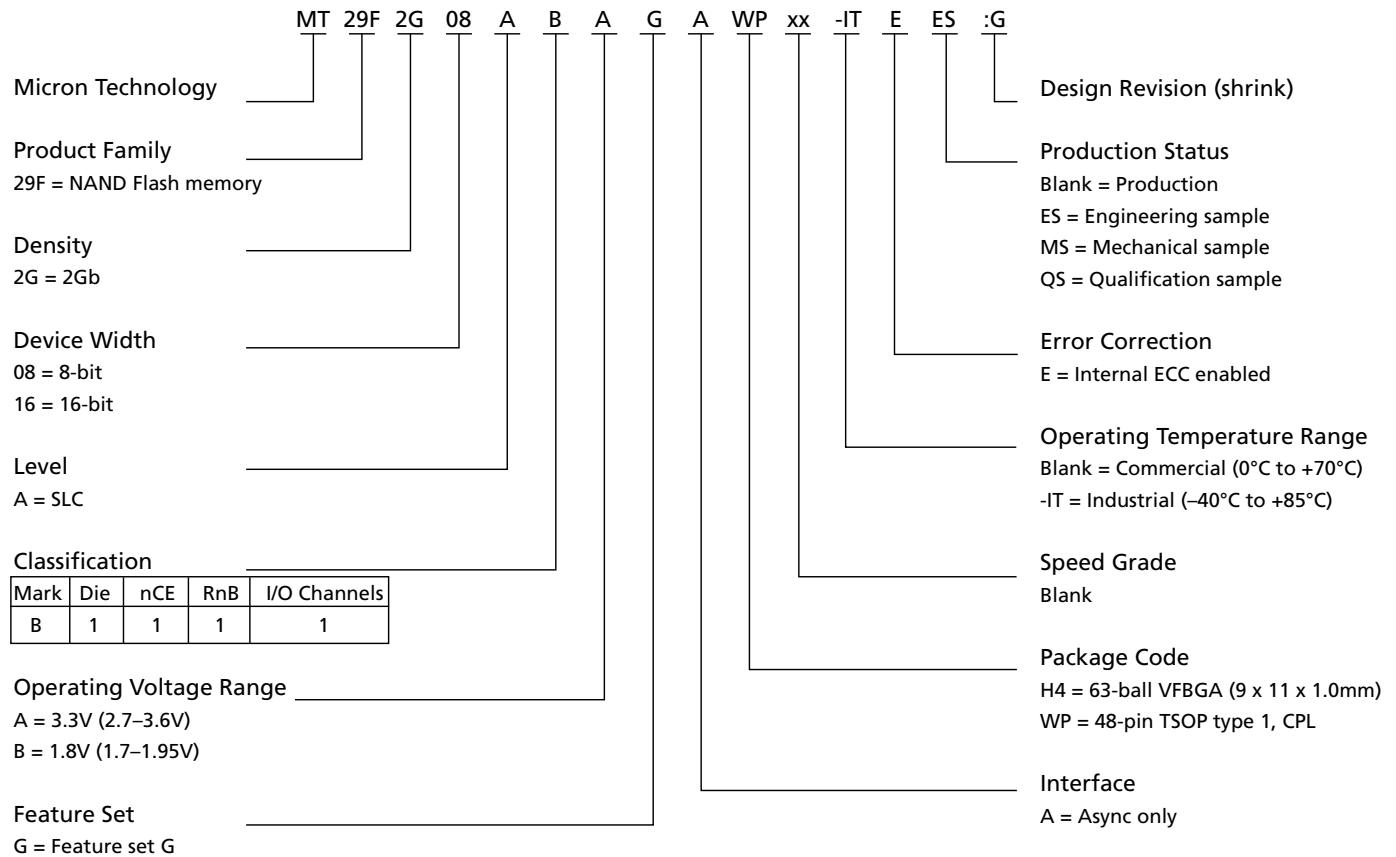 MT 29F 2G 08 A B A G A WP xx -IT E ES :G
Micron Technology
Product Family
29F = NAND Flash memory
Density
2G = 2Gb
Device Width
08 = 8-bit
16 = 16-bit
Level
A = SLC
Classification
Mark Die nCE RnB I/O Channels
B 1 1 1 1
Operating Voltage Range
A = 3.3V (2.7–3.6V)
B = 1.8V (1.7–1.95V)
Feature Set
G = Feature set G
Design Revision (shrink)
Production Status
Blank = Production
ES = Engineering sample
MS = Mechanical sample
QS = Qualification sample
Error Correction
E = Internal ECC enabled
Operating Temperature Range
Blank = Commercial (0°C to +70°C)
-IT = Industrial (–40°C to +85°C)
Speed Grade
Blank
Package Code
H4 = 63-ball VFBGA (9 x 11 x 1.0mm)
WP = 48-pin TSOP type 1, CPL
Interface
A = Async only